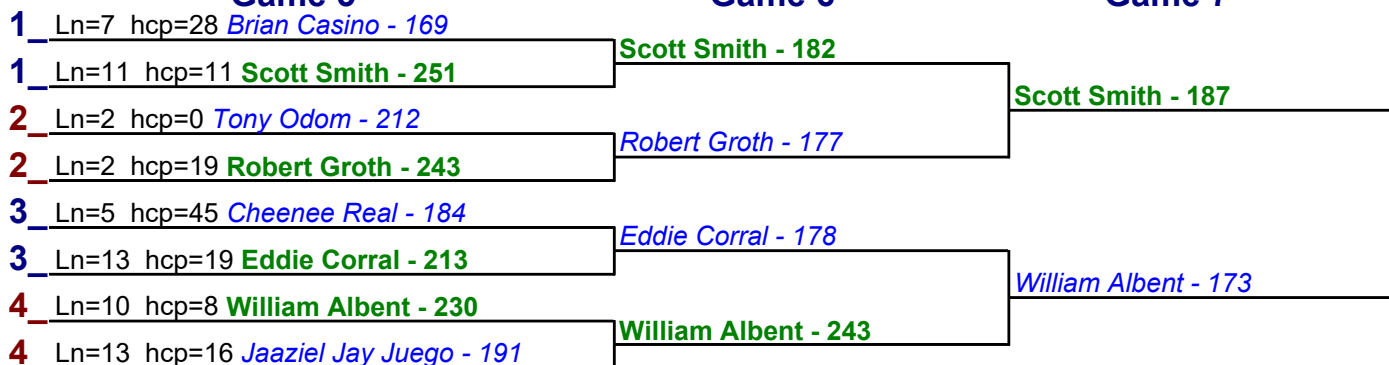 Game 6
Game 7
1_ Ln=7 hcp=28 Brian Casino - 169
1_ Ln=11 hcp=11 Scott Smith - 251
2_ Ln=2 hcp=0 Tony Odom - 212
2_ Ln=2 hcp=19 Robert Groth - 243
3_ Ln=5 hcp=45 Cheenee Real - 184
3_ Ln=13 hcp=19 Eddie Corral - 213
4_ Ln=10 hcp=8 William Albent - 230
4 Ln=13 hcp=16 Jaaziel Jay Juego - 191
Scott Smith - 182
Robert Groth - 177
Eddie Corral - 178
William Albent - 243
Scott Smith - 187
William Albent - 173